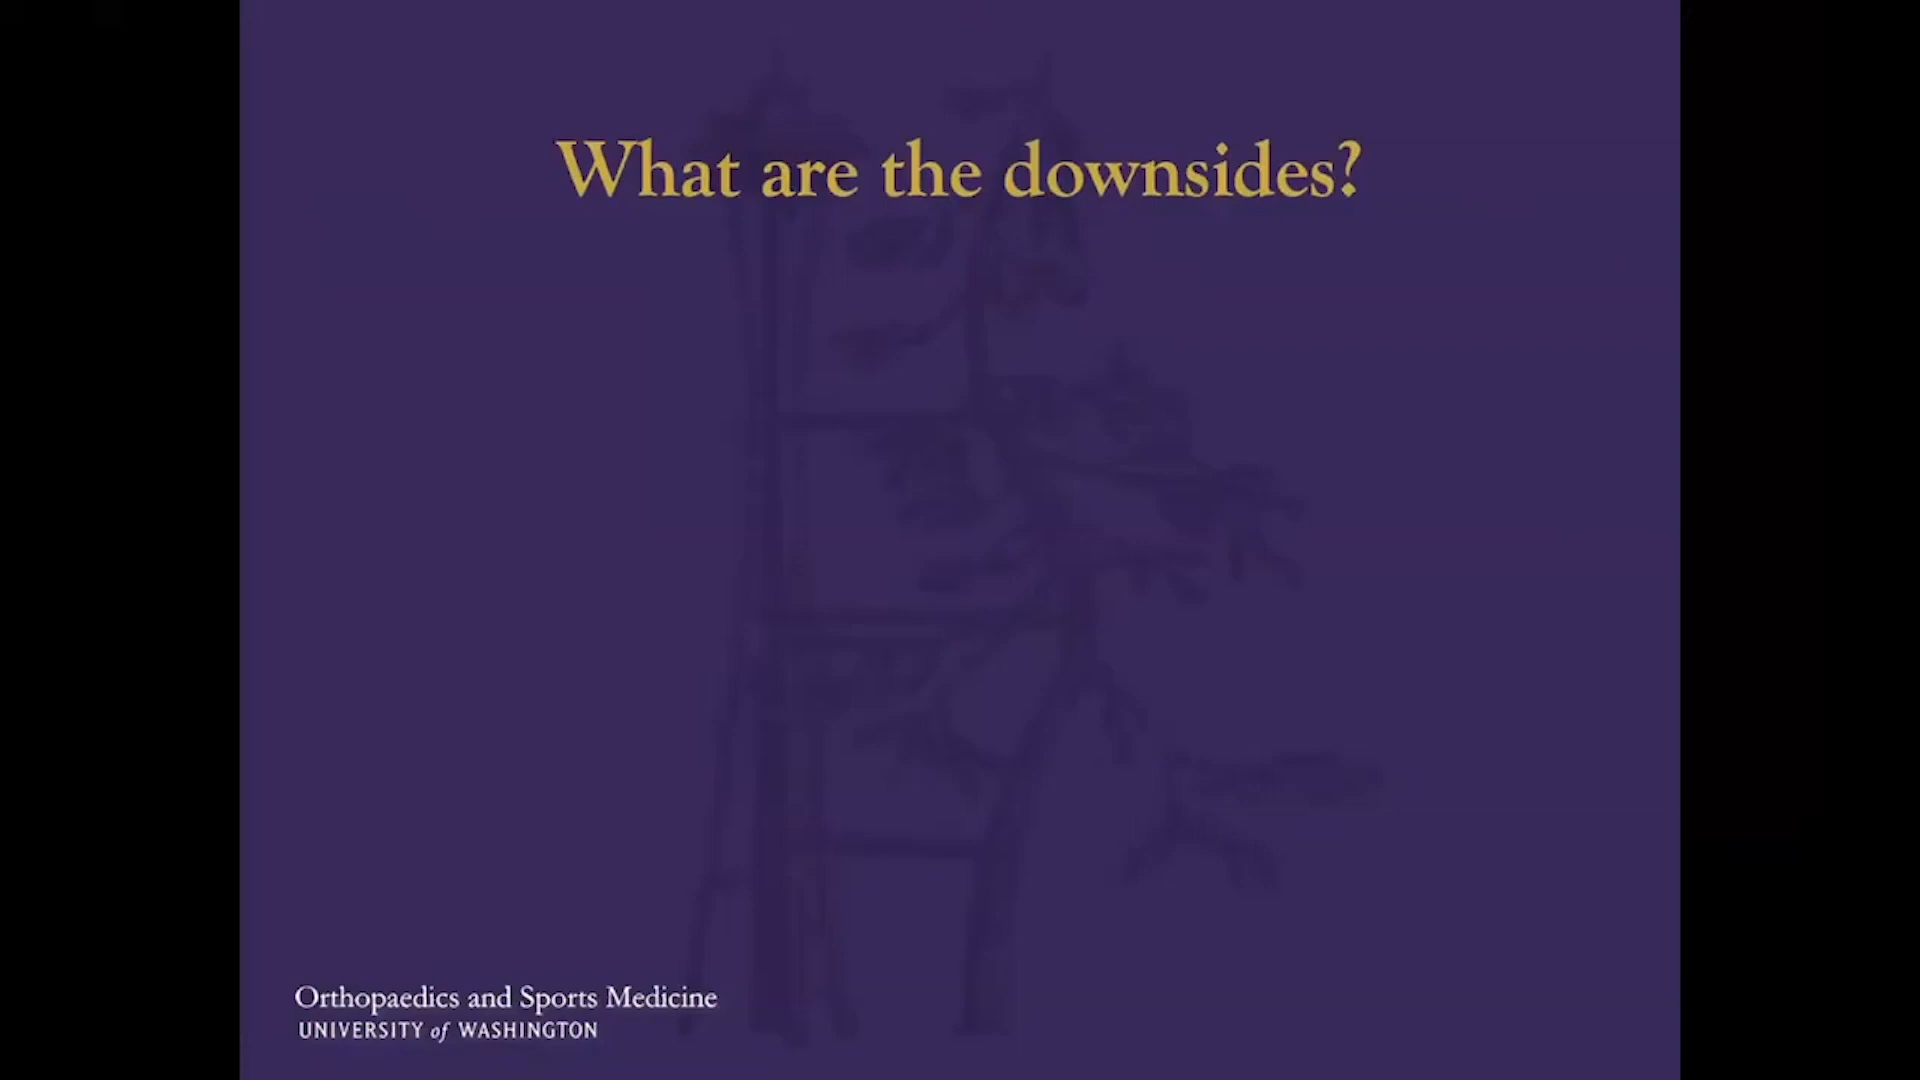 What are the downsides?
Orthopaedics and Sports Medicine
UNIVERSITY of WASHINGTON